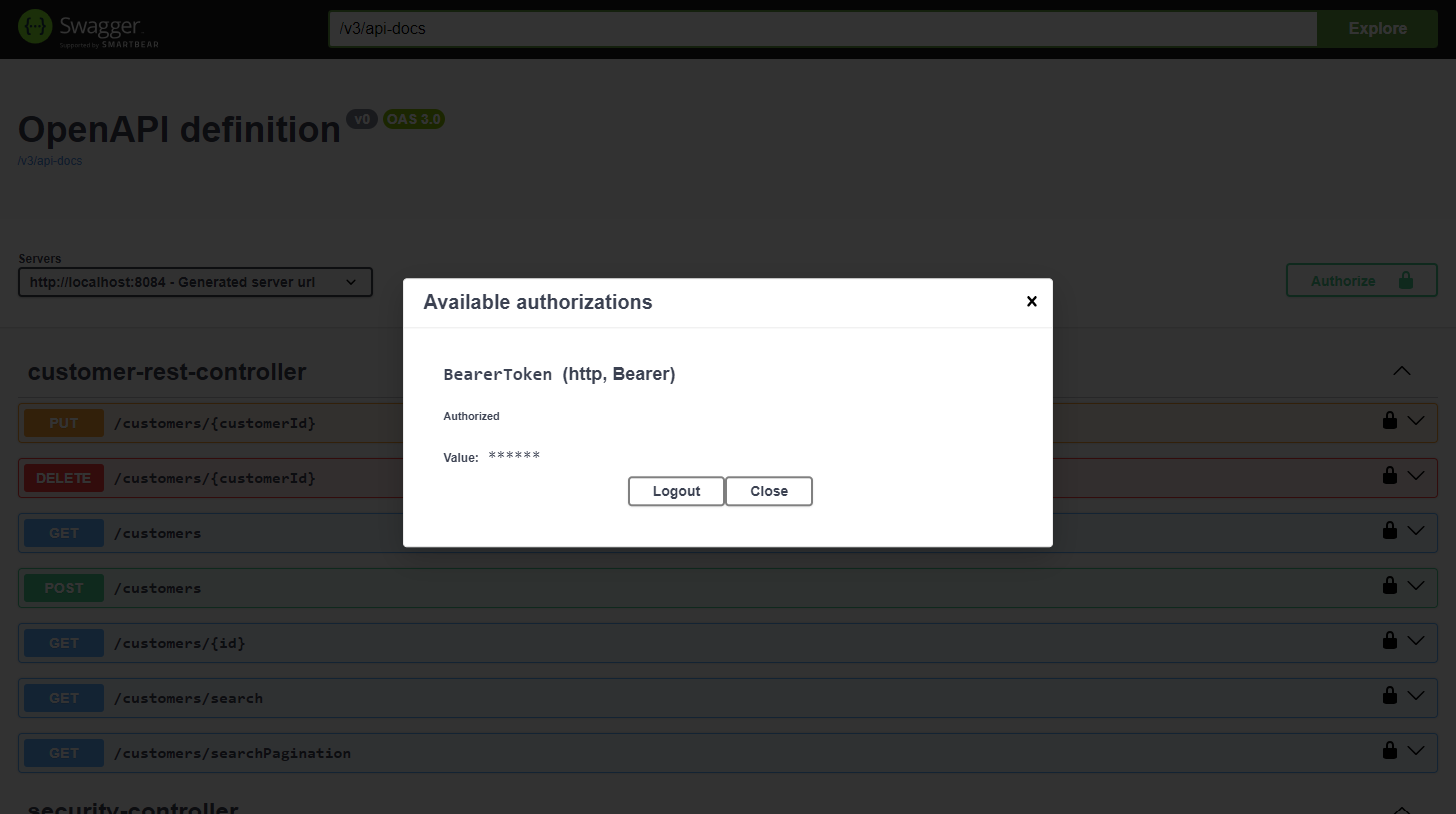 Swagger.
Supported by SMARTBEAR
/v3/api-docs
Explore
OpenAPI definition v0 OAS 3.0
/v3/api-docs
Servers
http://localhost:8084 - Generated server url
Authorize
Available authorizations
BearerToken (http, Bearer)
Authorized
Value: ******
Logout Close
customer-rest-controller
PUT /customers/{customerId}
DELETE /customers/{customerId}
GET /customers
POST /customers
GET /customers/{id}
GET /customers/search
GET /customers/searchPagination
security-controller